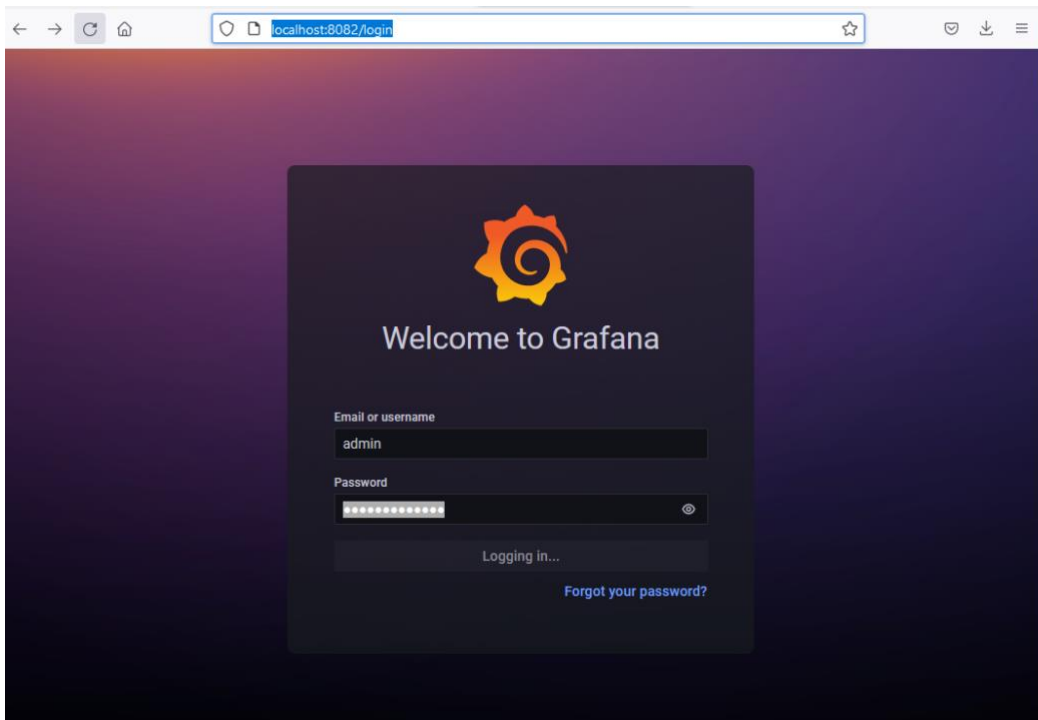 localhost:8082/login
Welcome to Grafana
Email or username
admin
Password
•••••••••••••
Logging in...
Forgot your password?